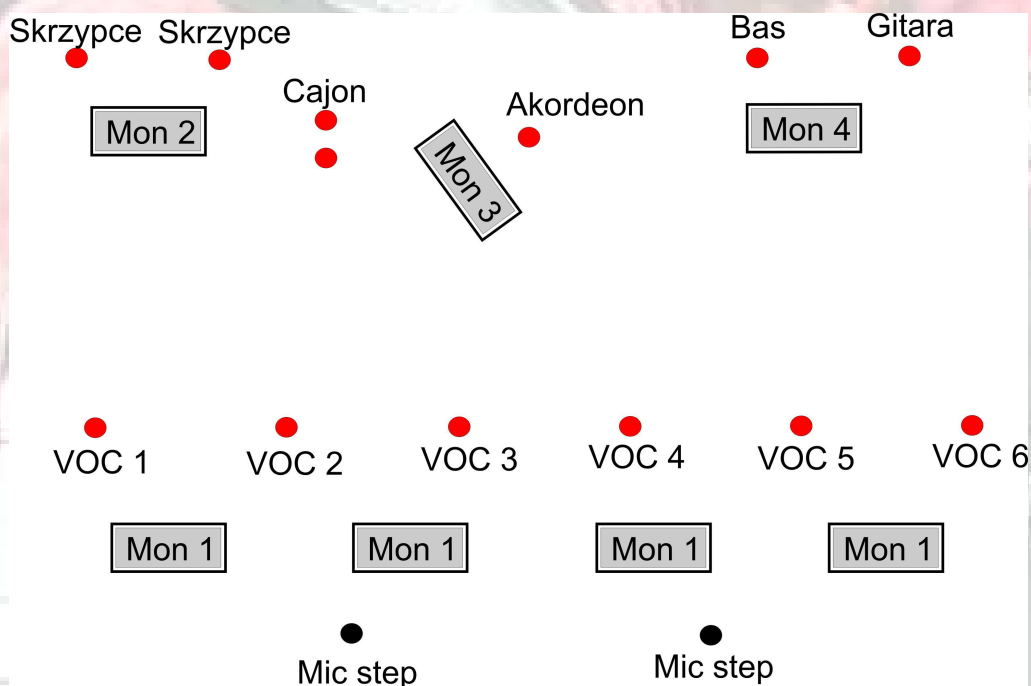 Skrzypce Skrzypce
Bas
Gitara
Cajon
Akordeon
Mon 2
Mon 3
Mon 4
VOC 1
VOC 2
VOC 3
VOC 4
VOC 5
VOC 6
Mon 1
Mon 1
Mon 1
Mon 1
Mic step
Mic step